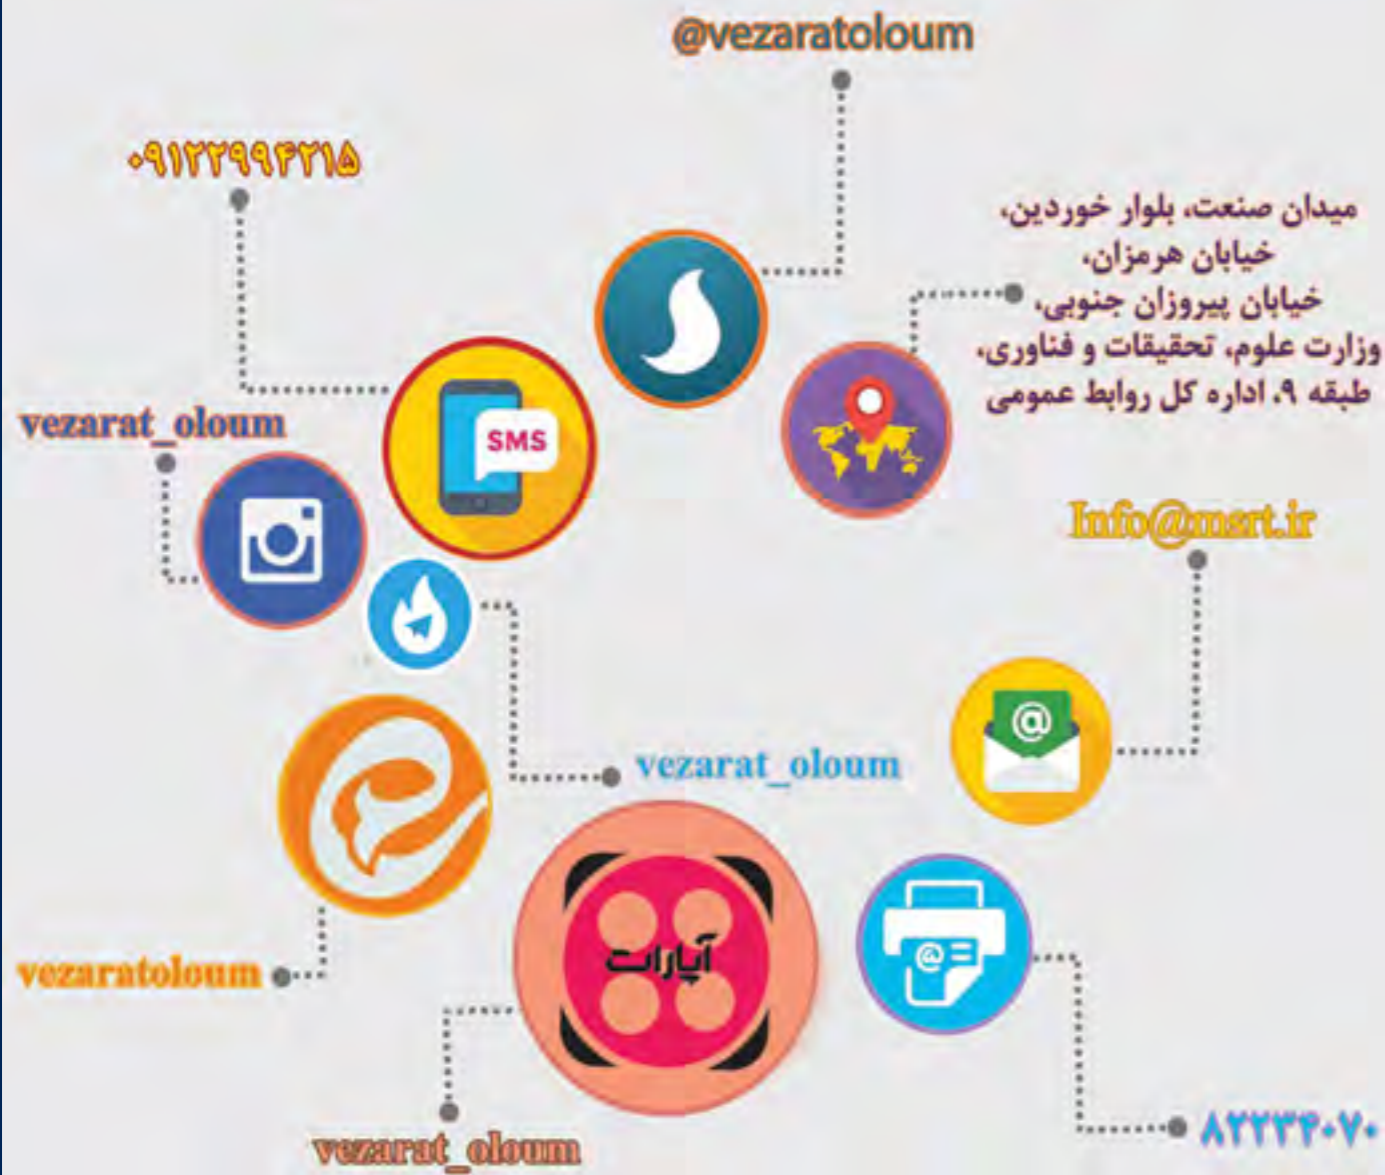 @vezaratoloum
۰۹۱۲۲۹۹۴۲۱۵
میدان صنعت، بلوار خوردین،
خیابان هرمزان،
خیابان پیروزان جنوبی،
وزارت علوم، تحقیقات و فناوری،
طبقه ۹، اداره کل روابط عمومی
vezarat_oloum
SMS
Info@msrt.ir
@
vezarat_oloum
آپارات
@
vezaratoloum
vezarat_oloum
۸۲۲۳۴۰۷۰